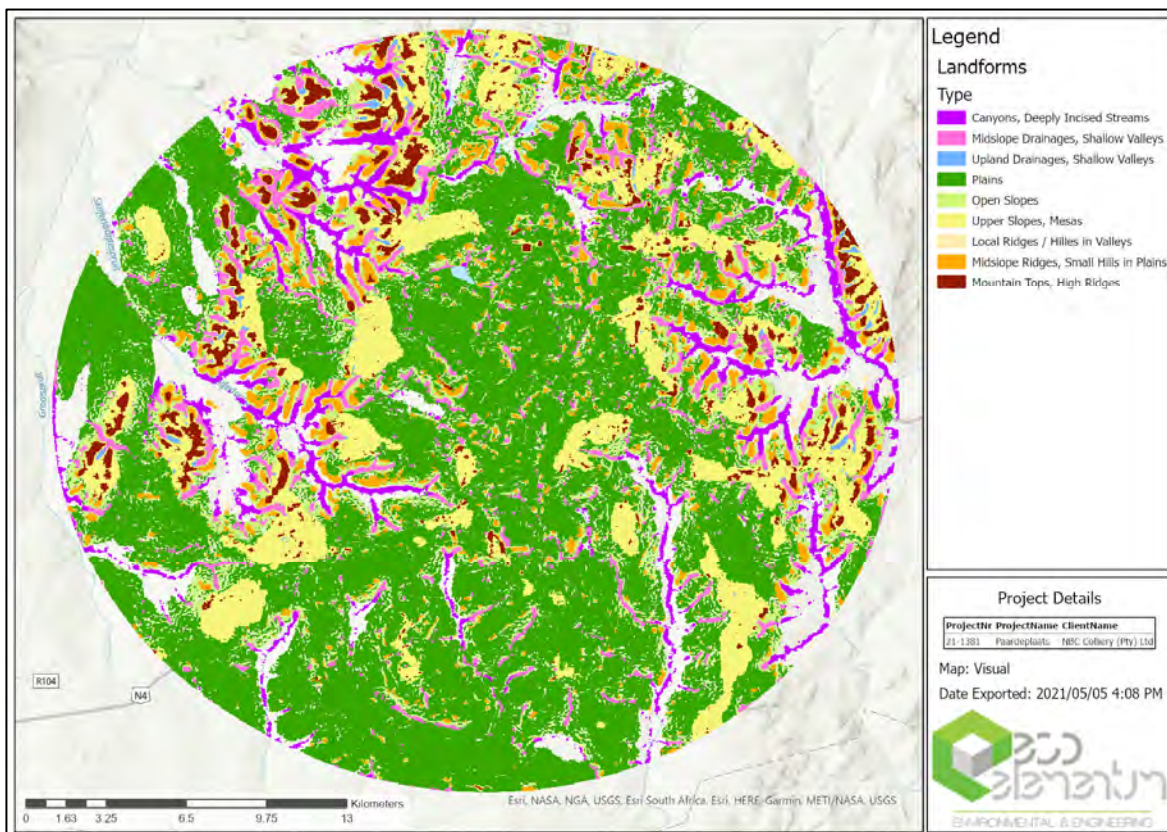 Legend
Landforms
Type
Canyons, Deeply Incised Streams
Midslope Drainages, Shallow Valleys
Upland Drainages, Shallow Valleys
Plains
Open Slopes
Upper Slopes, Mesas
Local Ridges / Hilles in Valleys
Midslope Ridges, Small Hills in Plains
Mountain Tops, High Ridges
R104
N4
Kilometers
0 1.63 3.25 6.5 9.75 13
Esri, NASA, NGA, USGS, Esri South Africa, Esri, HERE, Garmin, METI/NASA, USGS
Project Details
ProjectNr ProjectName ClientName
21-1381 Paardeplaats NBC Colliery (Pty) Ltd
Map: Visual
Date Exported: 2021/05/05 4:08 PM
eco
elementum
ENVIRONMENTAL & ENGINEERING